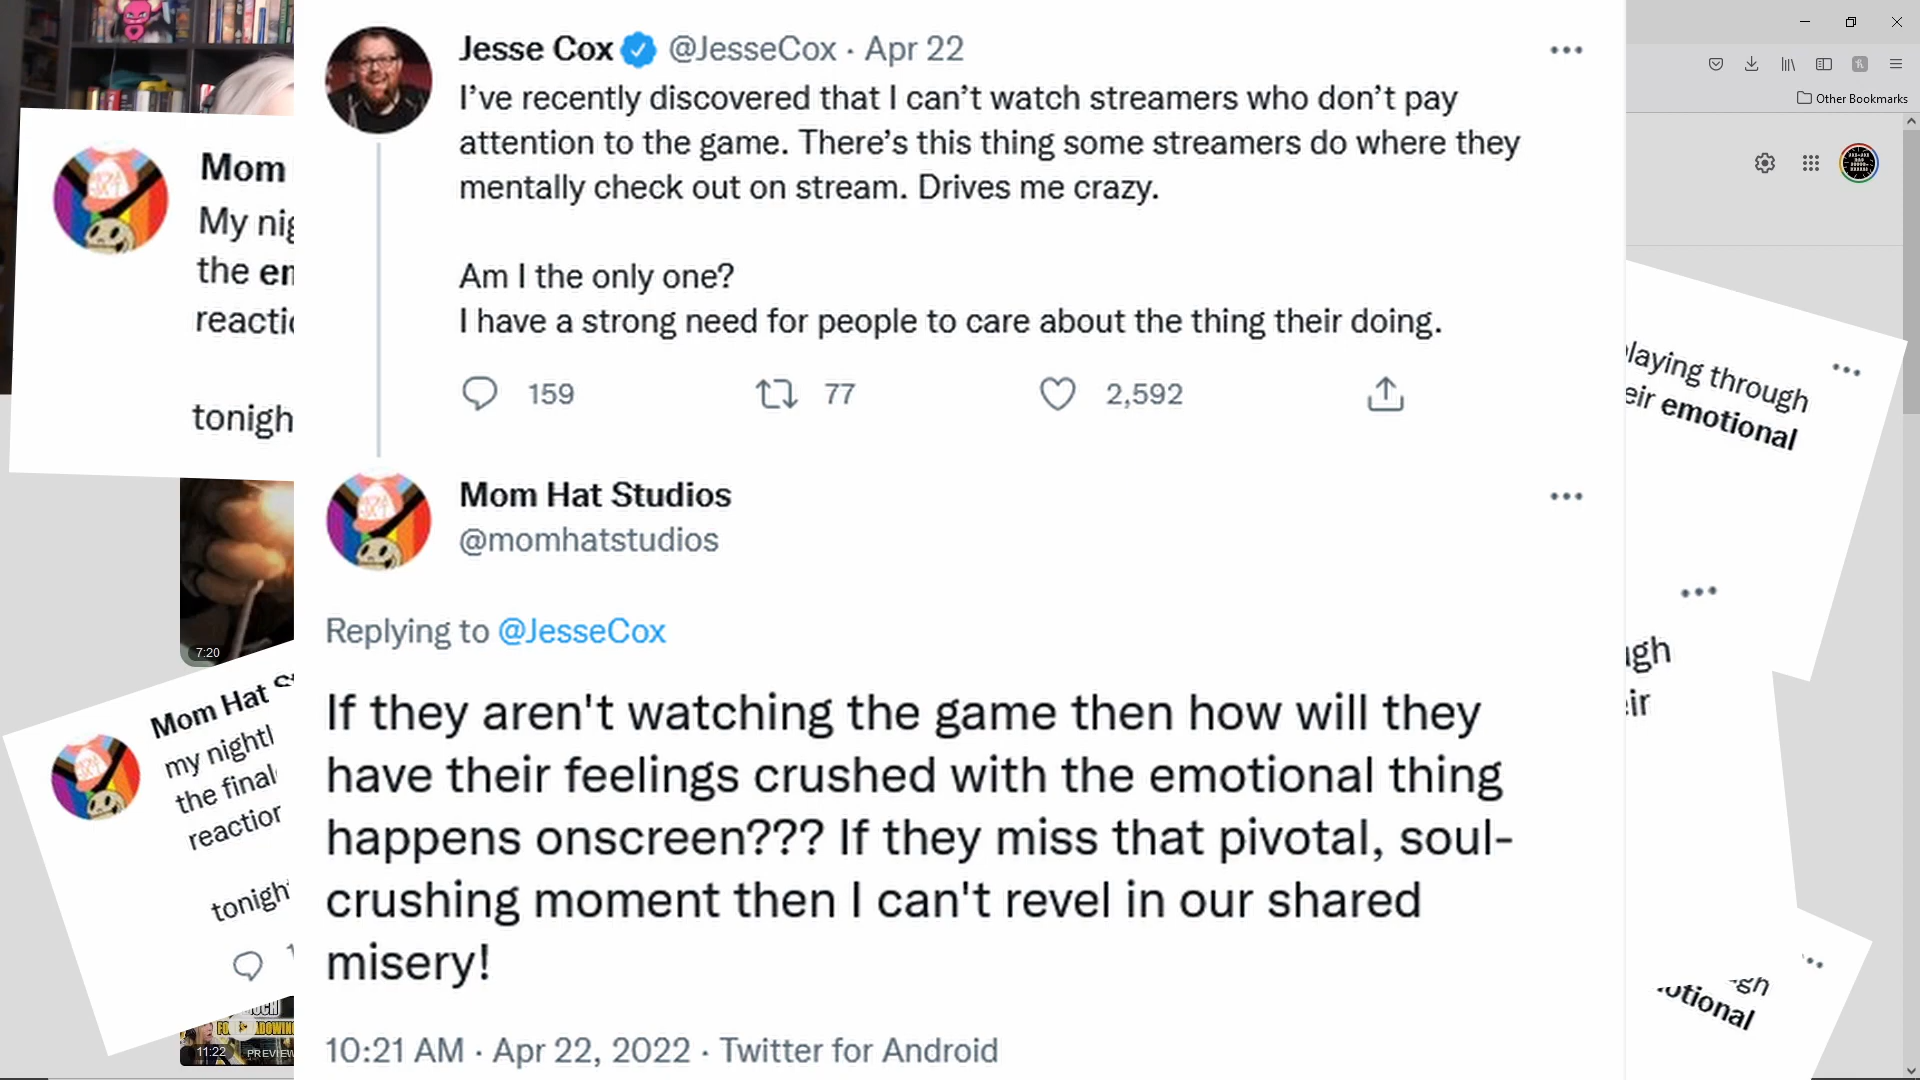 Jesse Cox @JesseCox · Apr 22
I’ve recently discovered that I can’t watch streamers who don’t pay
attention to the game. There’s this thing some streamers do where they
mentally check out on stream. Drives me crazy.
Am I the only one?
I have a strong need for people to care about the thing their doing.
159 77 2,592
Mom Hat Studios
@momhatstudios
Replying to @JesseCox
If they aren't watching the game then how will they
have their feelings crushed with the emotional thing
happens onscreen??? If they miss that pivotal, soul-
crushing moment then I can't revel in our shared
misery!
10:21 AM · Apr 22, 2022 · Twitter for Android
Mom
My
the
tonigh
7:20
Mom Hat
my
the
tonigh
11:22 PREVIEW
Other Bookmarks
laying through
eir emotional
gh
ir
gh
otional